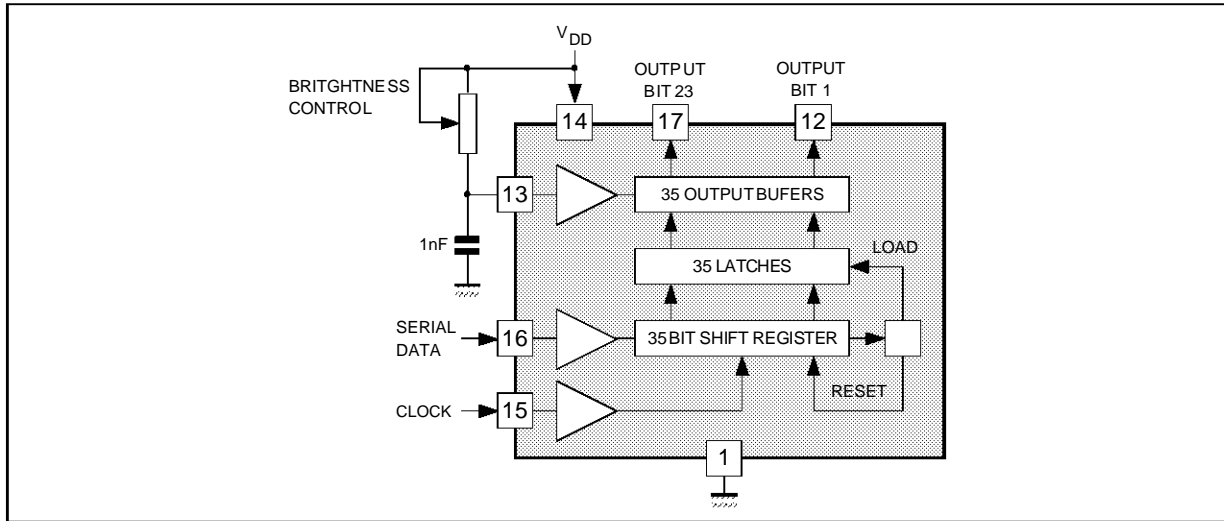 VDD
BRITGHTNESS
CONTROL
OUTPUT
BIT 23
OUTPUT
BIT 1
14
17
12
13
35 OUTPUT BUFERS
1nF
LOAD
35 LATCHES
SERIAL
DATA
16
35BIT SHIFT REGISTER
RESET
CLOCK
15
1